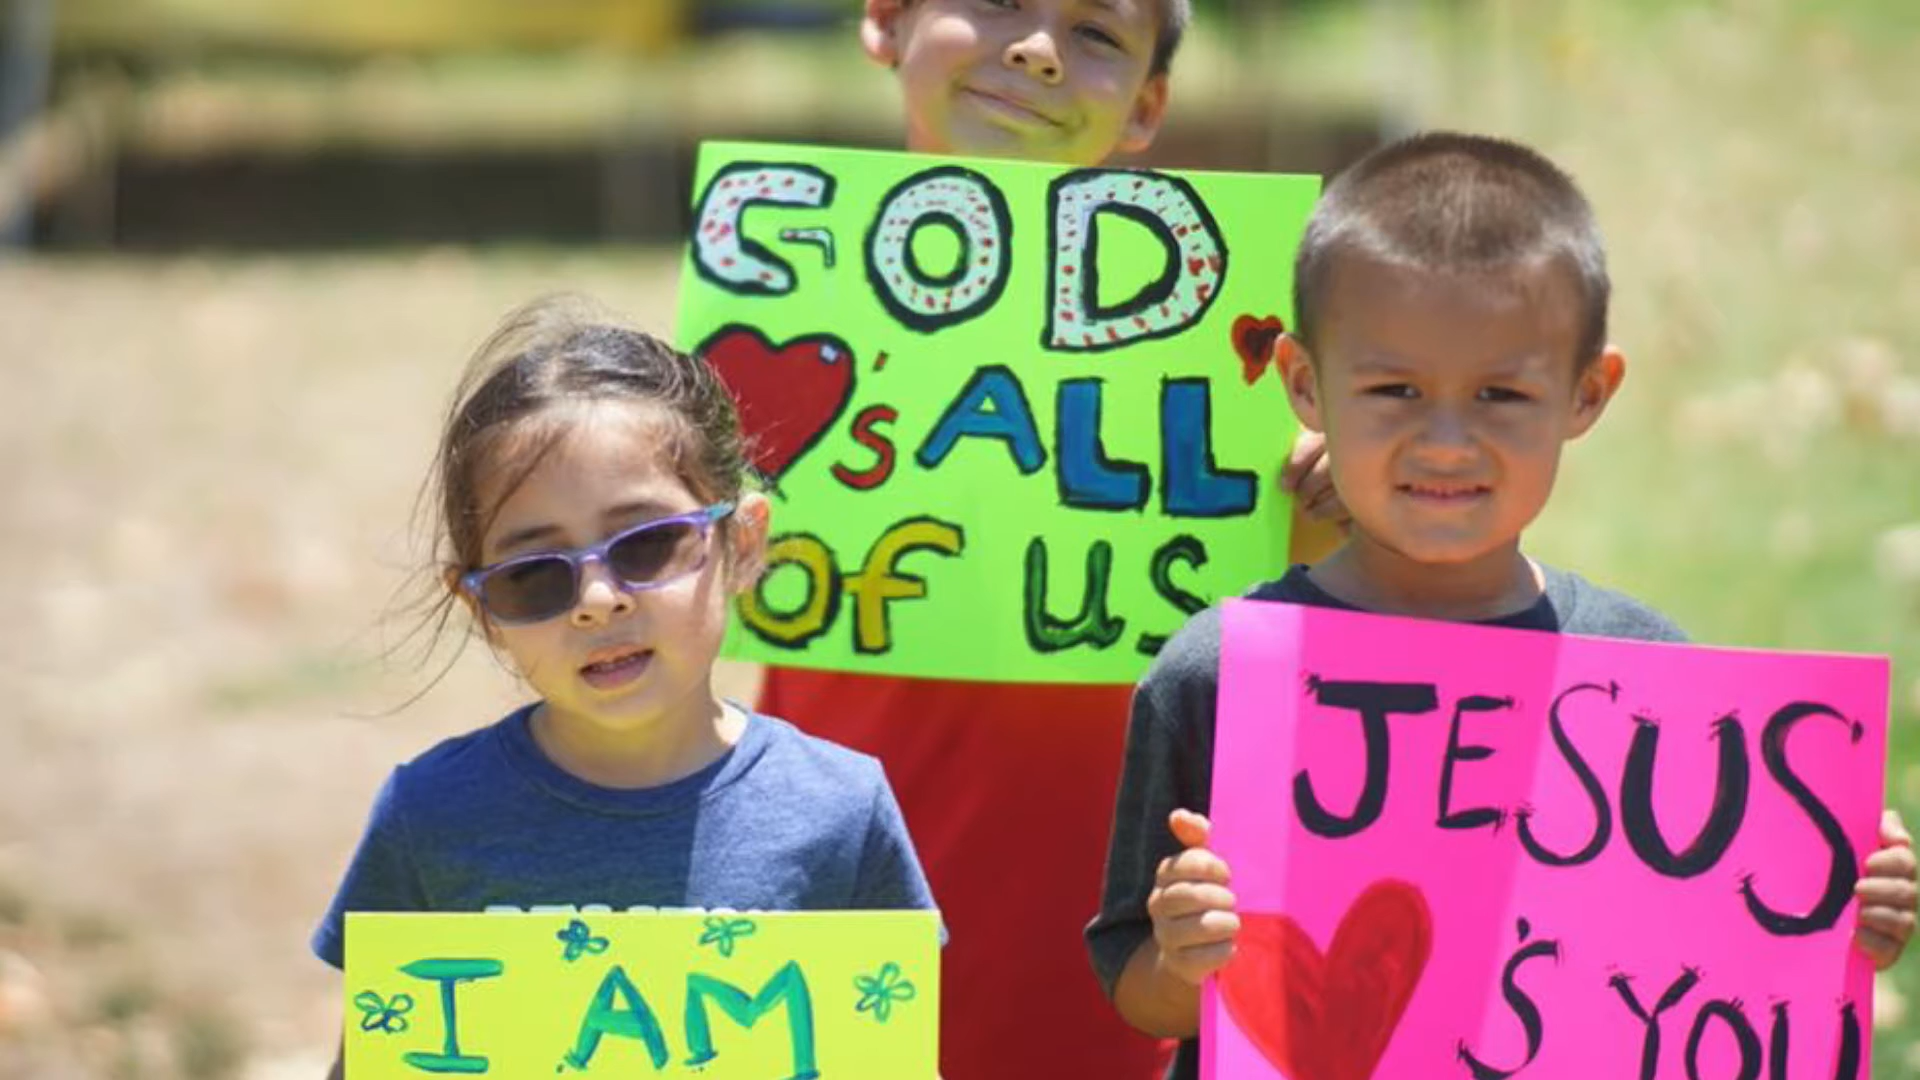 GOD
❤'s ALL
of us
JESUS
❤'s YOU
I AM